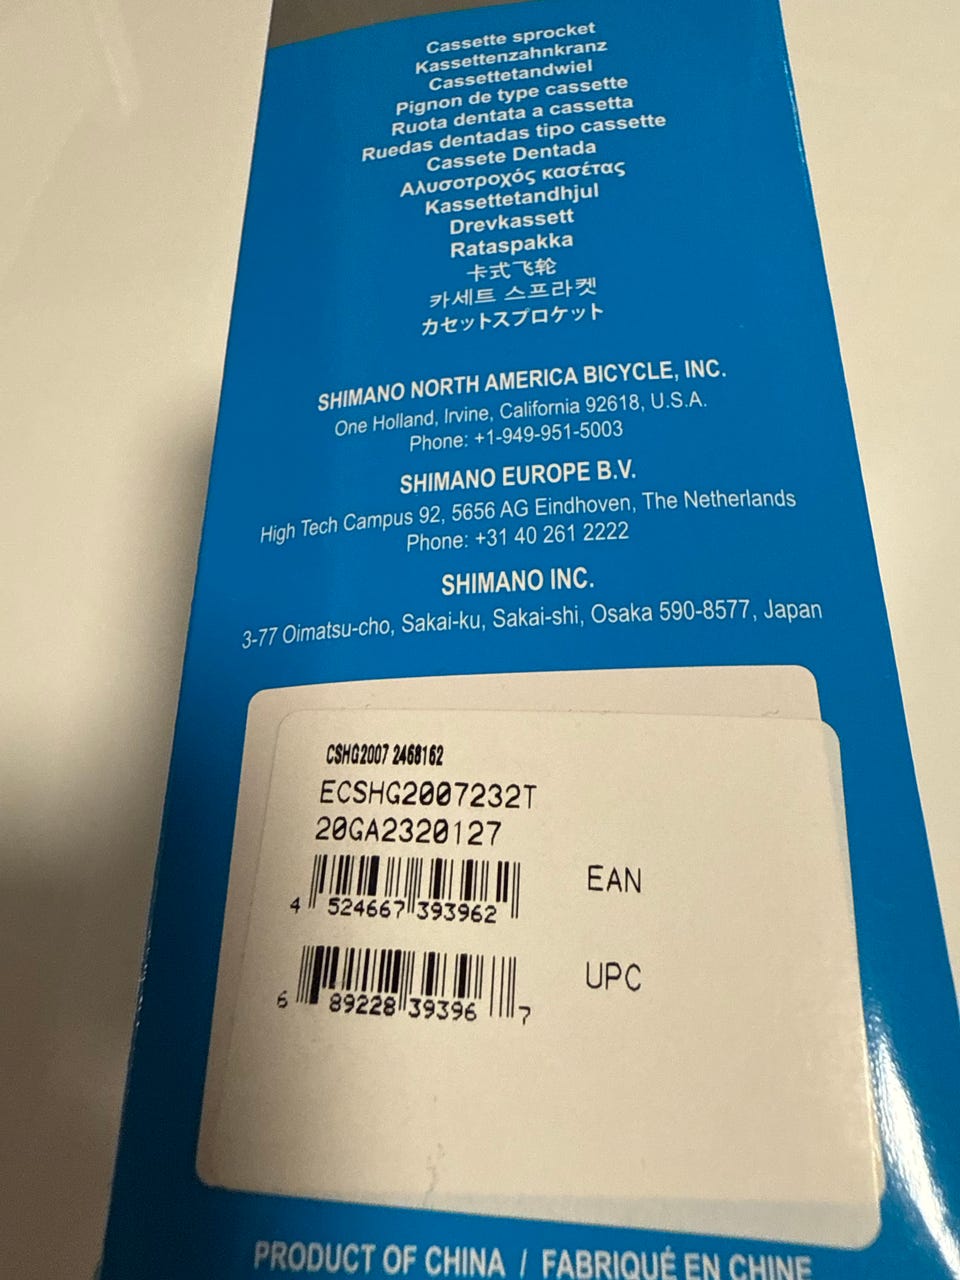 Cassette sprocket
Kassettenzahnkranz
Cassettetandwiel
Pignon de type cassette
Ruota dentata a cassetta
Ruedas dentadas tipo cassette
Cassete Dentada
Αλυσοτροχός κασέτας
Kassettetandhjul
Drevkassett
Rataspakka
卡式飞轮
카세트 스프라켓
カセットスプロケット
SHIMANO NORTH AMERICA BICYCLE, INC.
One Holland, Irvine, California 92618, U.S.A.
Phone: +1-949-951-5003
SHIMANO EUROPE B.V.
High Tech Campus 92, 5656 AG Eindhoven, The Netherlands
Phone: +31 40 261 2222
SHIMANO INC.
3-77 Oimatsu-cho, Sakai-ku, Sakai-shi, Osaka 590-8577, Japan
CSHG2007 2468162
ECSHG2007232T
20GA2320127
EAN
4 524667 393962
UPC
6 89228 39396 7
PRODUCT OF CHINA / FABRIQUÉ EN CHINE